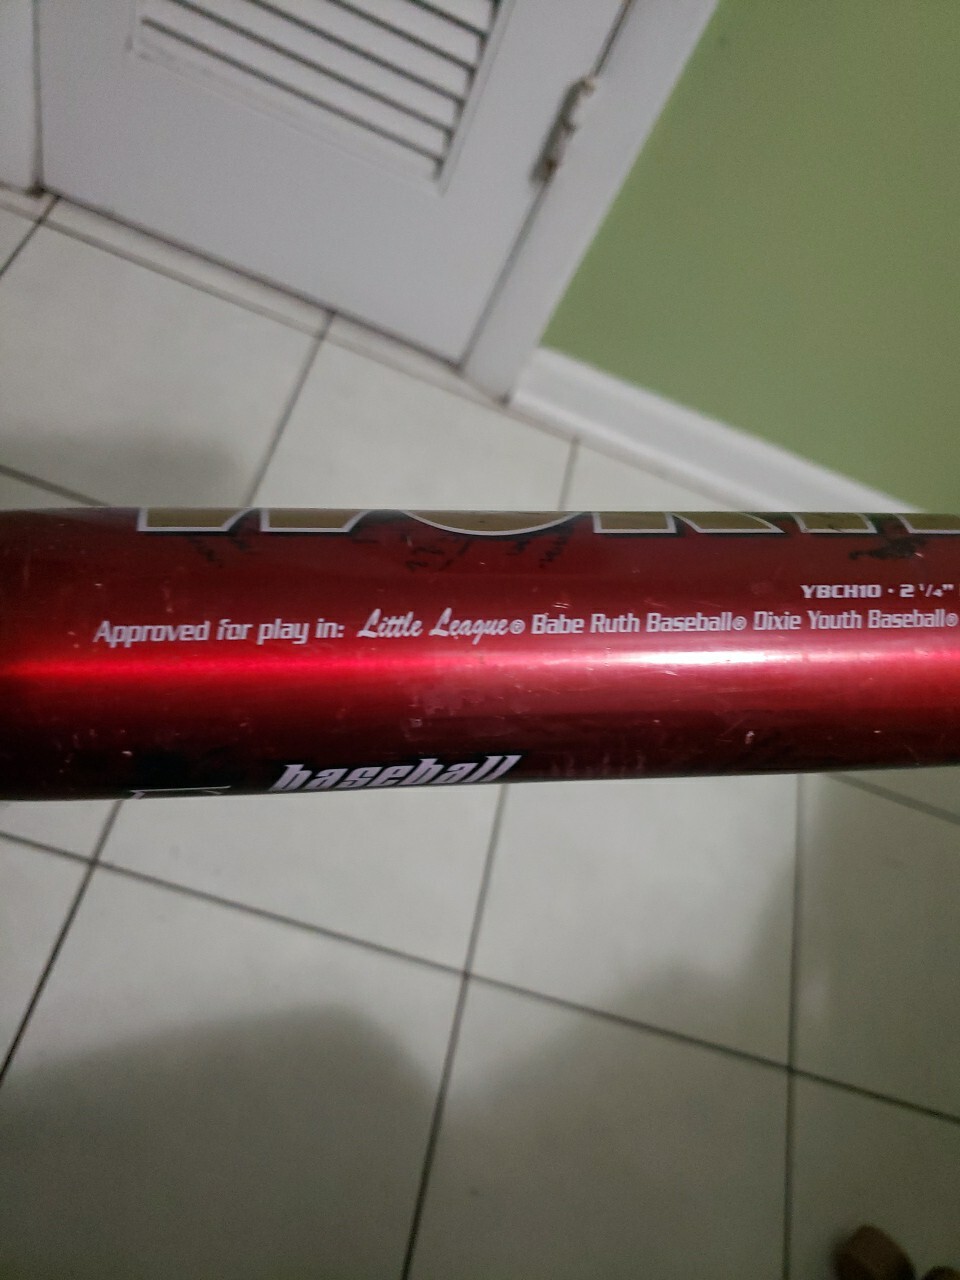 YBCH10 · 2 1/4"
Approved for play in: Little League® Babe Ruth Baseball® Dixie Youth Baseball®
baseball